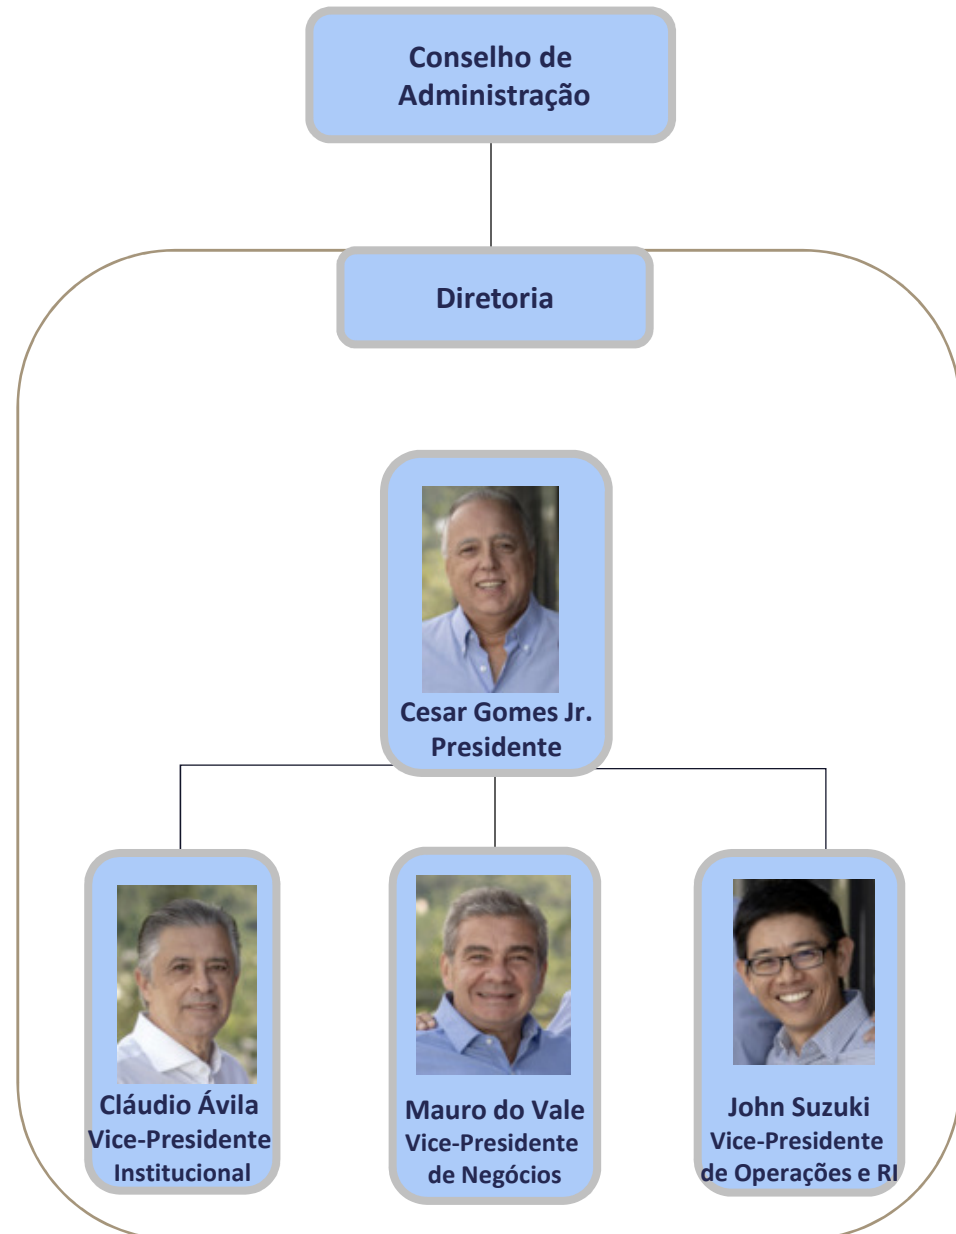 Conselho de
Administração
Diretoria
Cesar Gomes Jr.
Presidente
Cláudio Ávila
Vice-Presidente
Institucional
Mauro do Vale
Vice-Presidente
de Negócios
John Suzuki
Vice-Presidente
de Operações e RI